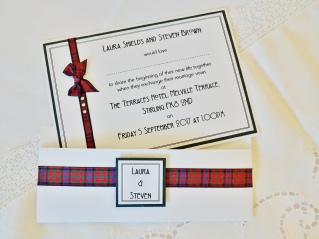 Laura Shields and Steven Brown
would love
to share the beginning of their new life together
when they exchange their marriage vows
at
The Terraces Hotel, Melville Terrace,
Stirling FK8 2ND
on
Friday 5 September 2017 at 1.00pm
Laura
&
Steven